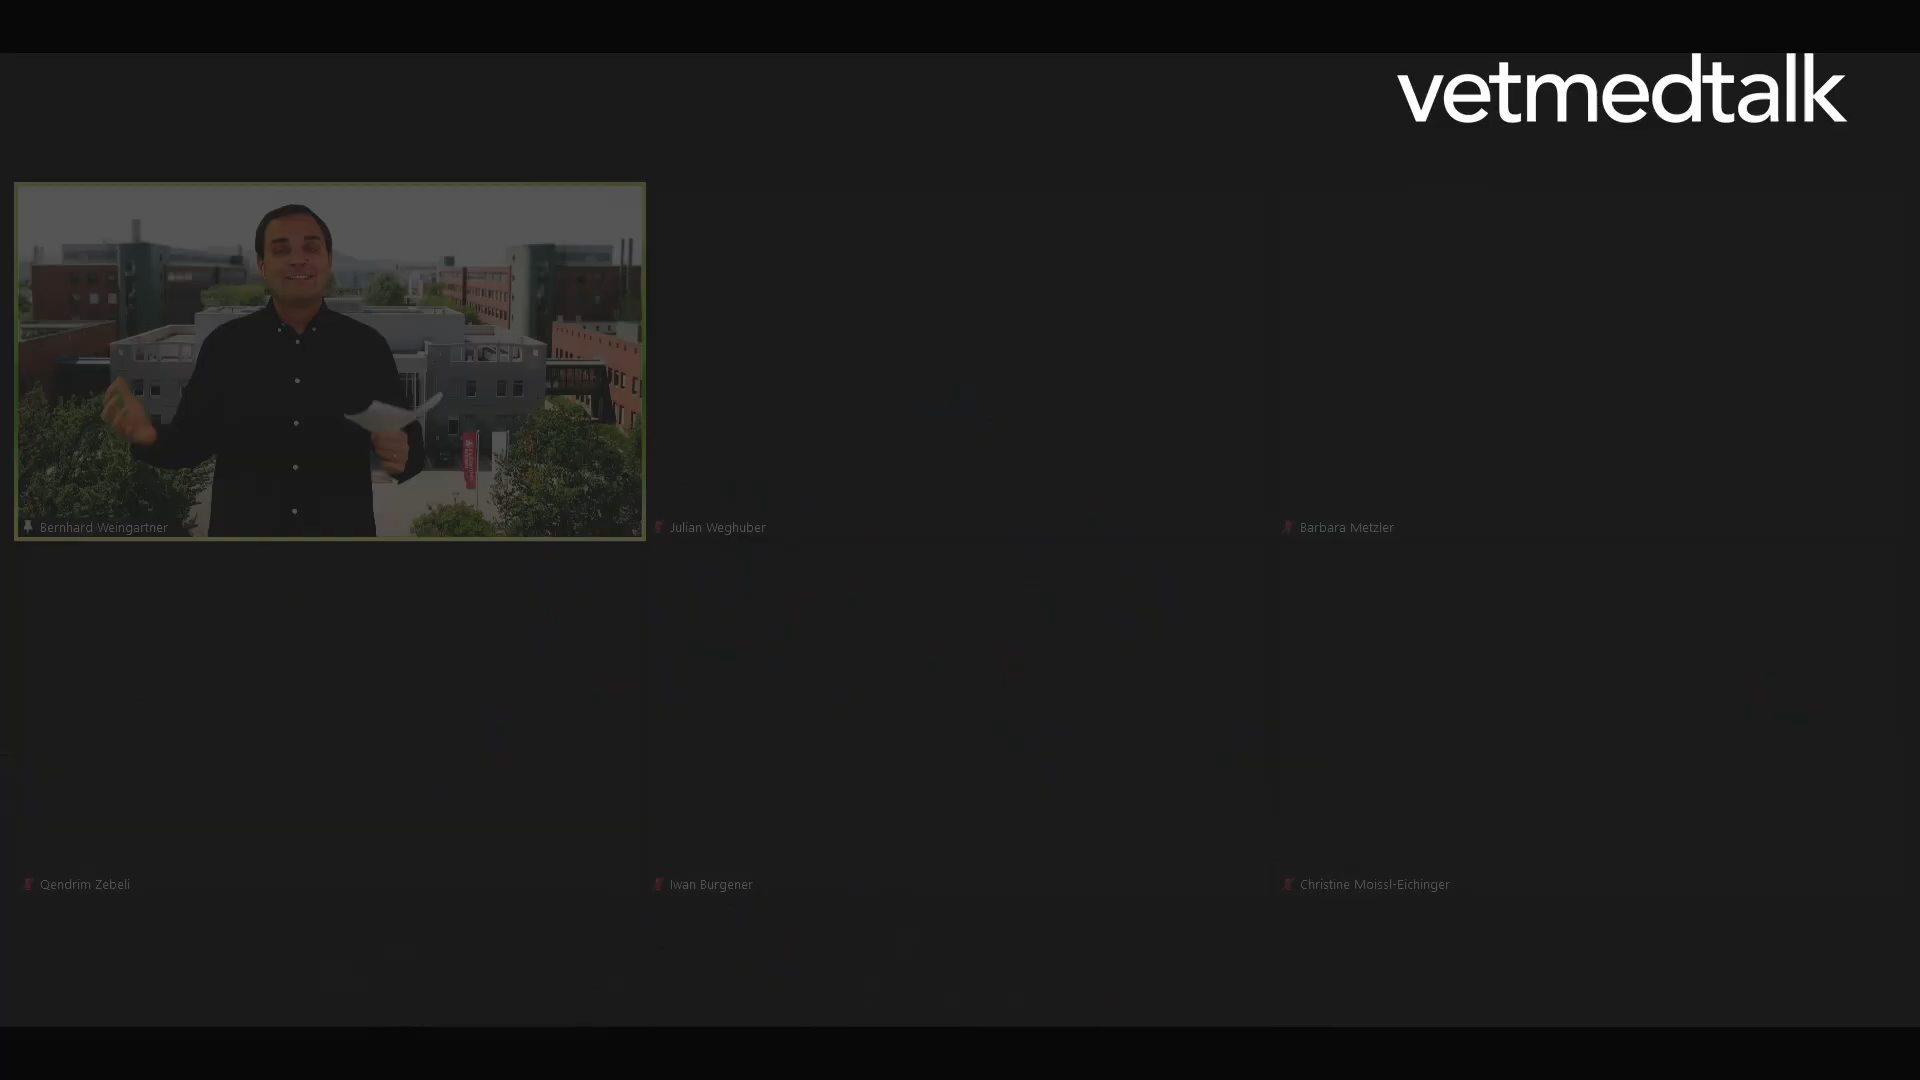 vetmedtalk
Bernhard Weingartner
Julian Weghuber
Barbara Metzler
Qendrim Zebeli
Iwan Burgener
Christine Moissl-Eichinger